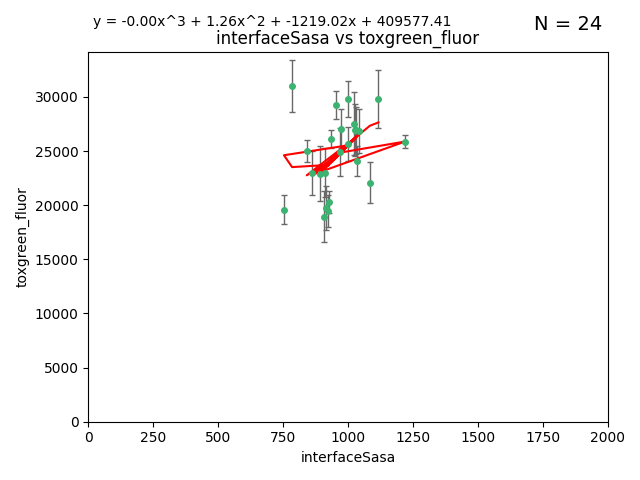 y = -0.00x^3 + 1.26x^2 + -1219.02x + 409577.41
N = 24
interfaceSasa vs toxgreen_fluor
toxgreen_fluor
30000
25000
20000
15000
10000
5000
0
0 250 500 750 1000 1250 1500 1750 2000
interfaceSasa